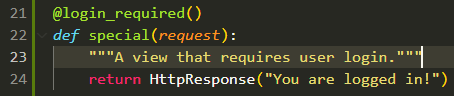 21 @login_required()
22 def special(request):
23     """A view that requires user login."""
24     return HttpResponse("You are logged in!")